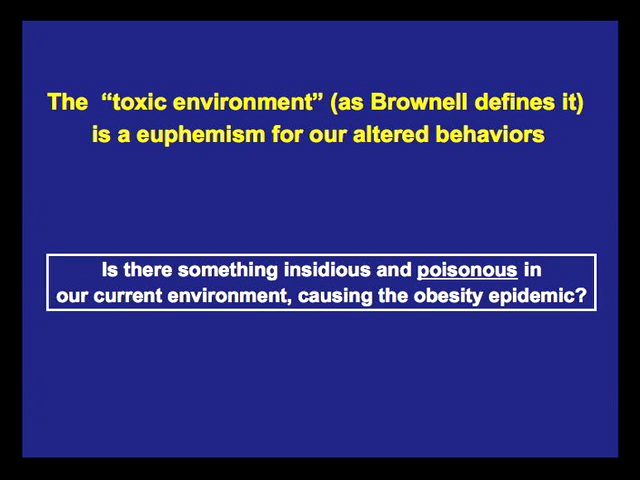 The “toxic environment” (as Brownell defines it)
is a euphemism for our altered behaviors
Is there something insidious and poisonous in
our current environment, causing the obesity epidemic?